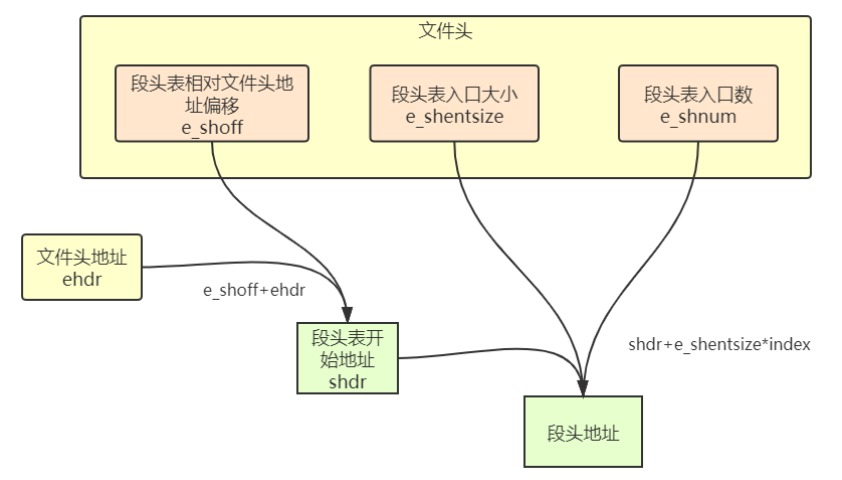 文件头
段头表相对文件头地
址偏移
e_shoff
段头表入口大小
e_shentsize
段头表入口数
e_shnum
文件头地址
ehdr
e_shoff+ehdr
段头表开
始地址
shdr
shdr+e_shentsize*index
段头地址